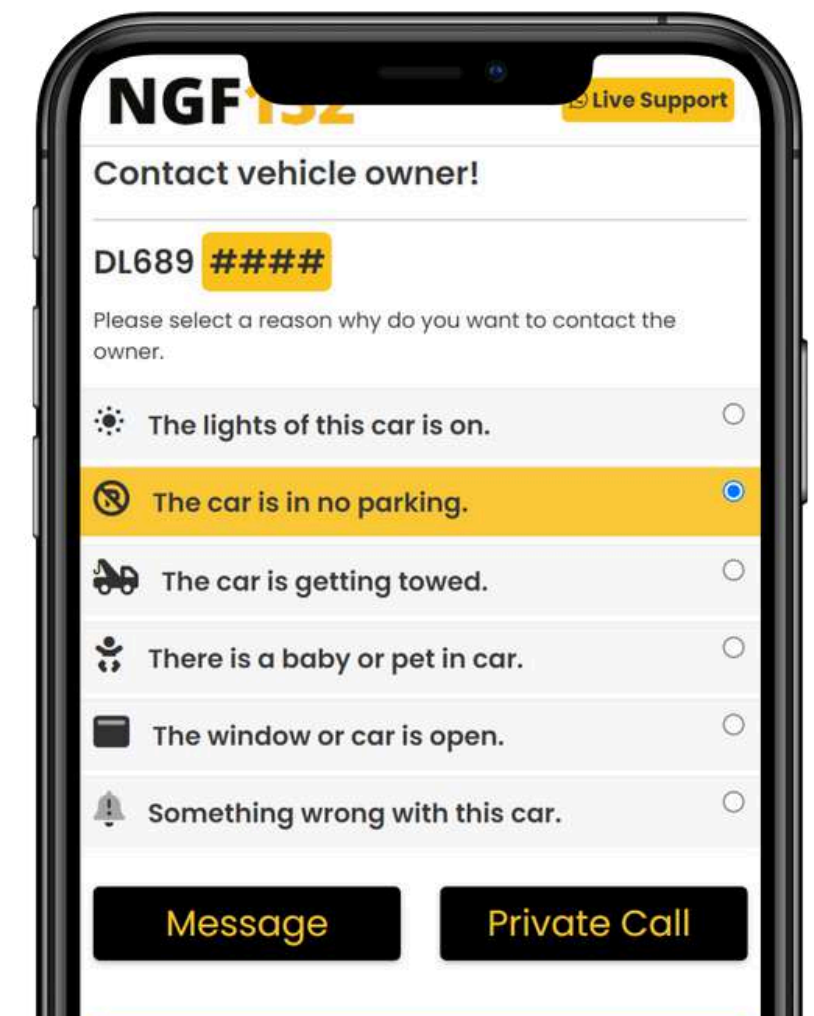 NGF132
Live Support
Contact vehicle owner!
DL689 ####
Please select a reason why do you want to contact the
owner.
The lights of this car is on.
The car is in no parking.
The car is getting towed.
There is a baby or pet in car.
The window or car is open.
Something wrong with this car.
Message
Private Call